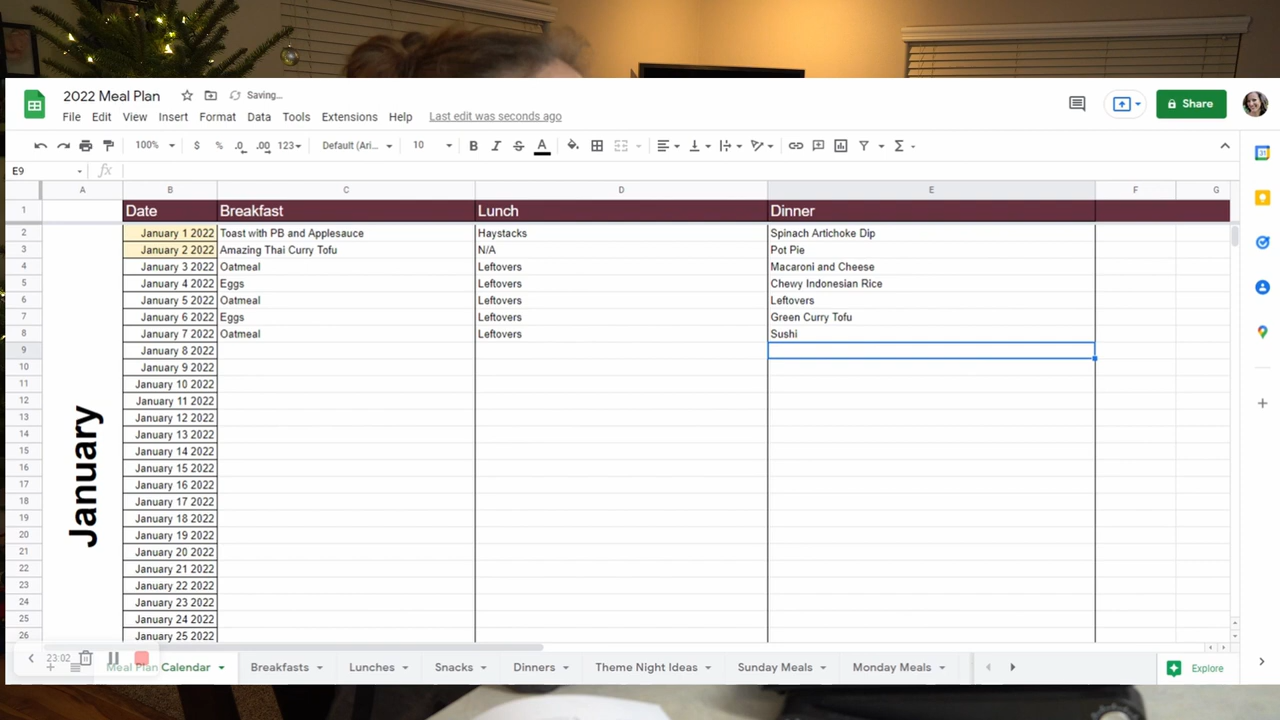 2022 Meal Plan Saving...
File Edit View Insert Format Data Tools Extensions Help Last edit was seconds ago
Share
100% $ % .0 .00 123 Default (Ari... 10 B I S A
E9 fx
A B C D E F G
1 Date Breakfast Lunch Dinner
2 January 1 2022 Toast with PB and Applesauce Haystacks Spinach Artichoke Dip
3 January 2 2022 Amazing Thai Curry Tofu N/A Pot Pie
4 January 3 2022 Oatmeal Leftovers Macaroni and Cheese
5 January 4 2022 Eggs Leftovers Chewy Indonesian Rice
6 January 5 2022 Oatmeal Leftovers Leftovers
7 January 6 2022 Eggs Leftovers Green Curry Tofu
8 January 7 2022 Oatmeal Leftovers Sushi
9 January 8 2022
10 January 9 2022
11 January 10 2022
12 January 11 2022
13 January 12 2022
14 January 13 2022
15 January 14 2022
16 January 15 2022
17 January 16 2022
18 January 17 2022
19 January 18 2022
20 January 19 2022
21 January 20 2022
22 January 21 2022
23 January 22 2022
24 January 23 2022
25 January 24 2022
26 January 25 2022
January
23:02
Meal Plan Calendar Breakfasts Lunches Snacks Dinners Theme Night Ideas Sunday Meals Monday Meals Explore